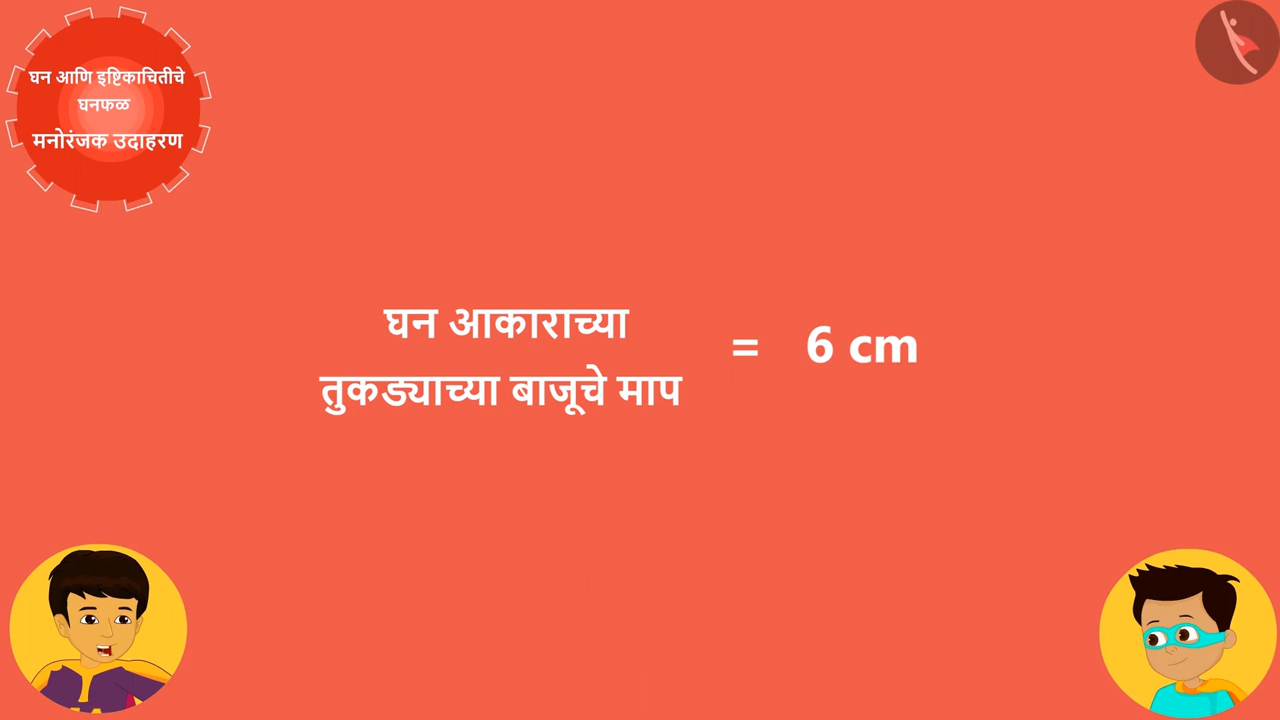 घन आणि इष्टिकाचितीचे
घनफळ
मनोरंजक उदाहरण
घन आकाराच्या
तुकड्याच्या बाजूचे माप
= 6 cm